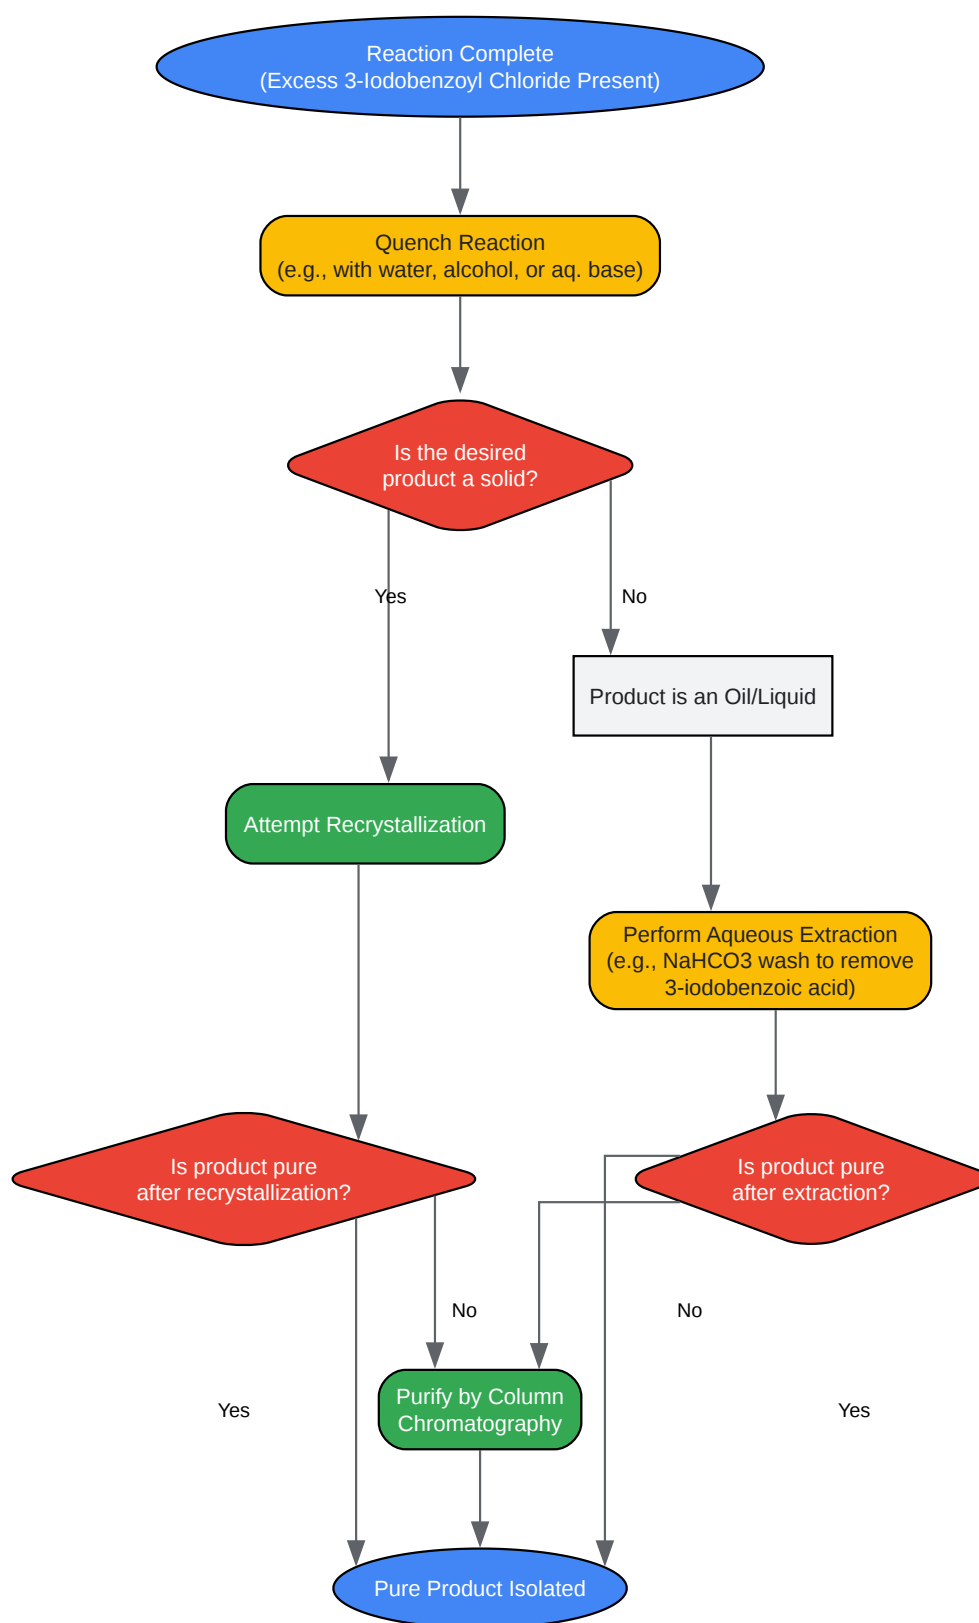 Reaction Complete
(Excess 3-Iodobenzoyl Chloride Present)
Quench Reaction
(e.g., with water, alcohol, or aq. base)
Is the desired
product a solid?
Yes
No
Product is an Oil/Liquid
Attempt Recrystallization
Perform Aqueous Extraction
(e.g., NaHCO3 wash to remove
3-iodobenzoic acid)
Is product pure
after recrystallization?
Is product pure
after extraction?
No
No
Purify by Column
Chromatography
Yes
Yes
Pure Product Isolated